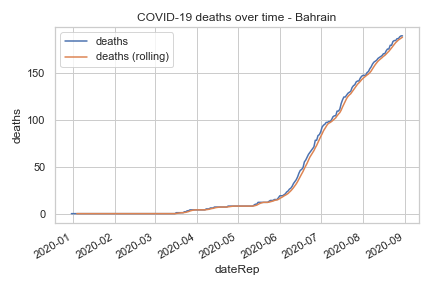 COVID-19 deaths over time - Bahrain
deaths
deaths (rolling)
150
100
50
0
deaths
2020-01
2020-02
2020-03
2020-04
2020-05
2020-06
2020-07
2020-08
2020-09
dateRep